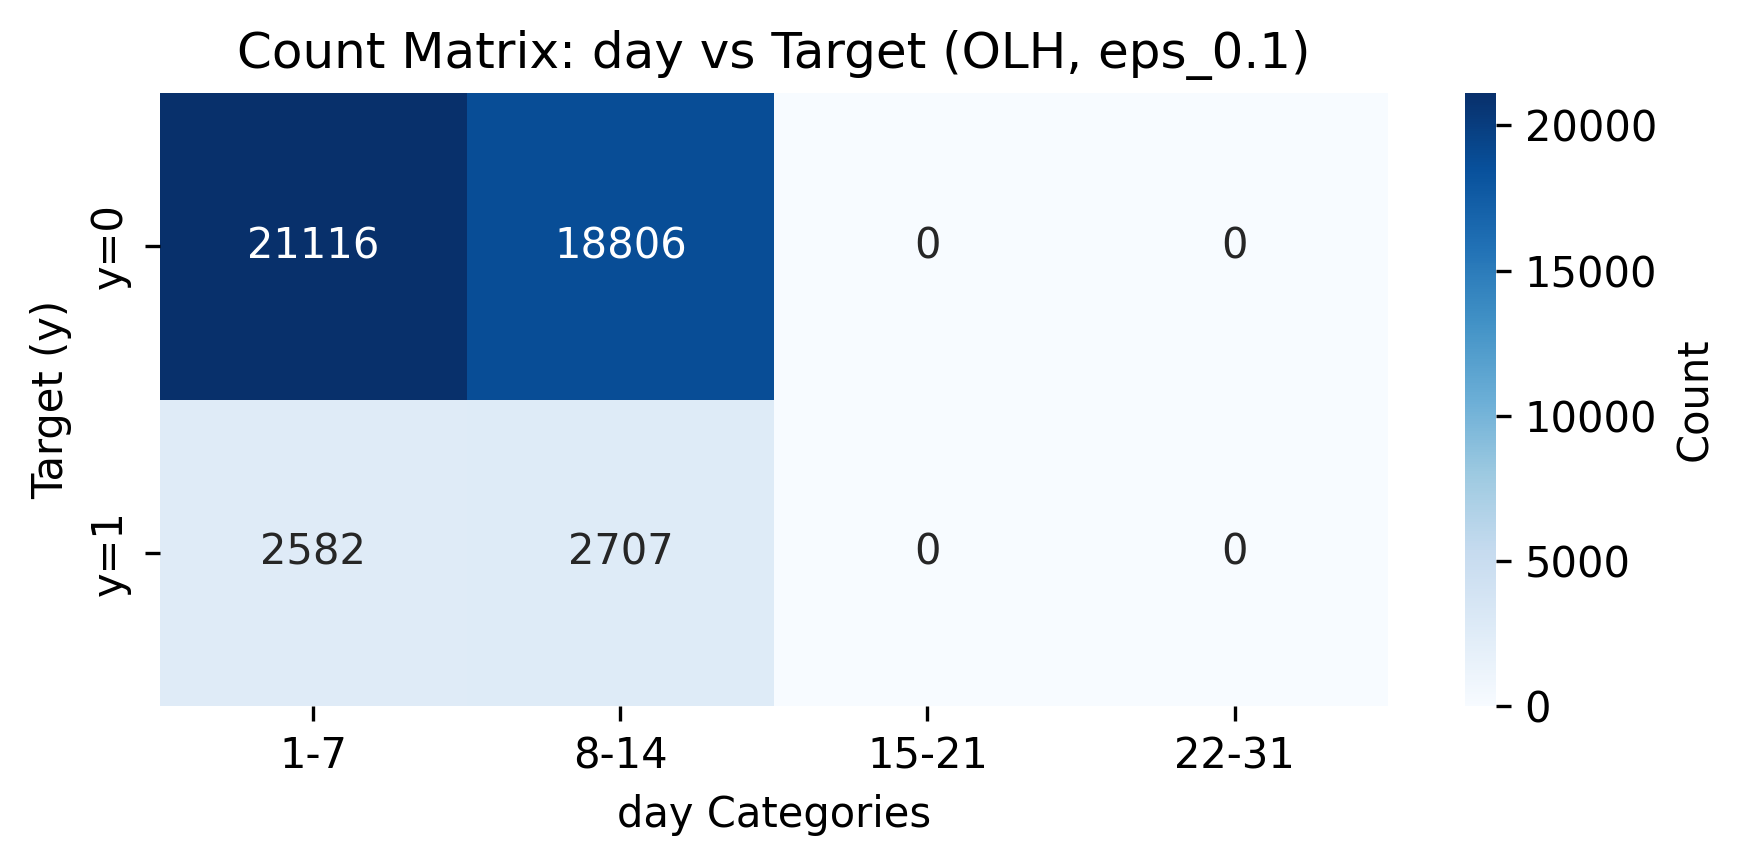 Count Matrix: day vs Target (OLH, eps_0.1)
Target (y)
y=0
21116 18806 0 0
y=1
2582 2707 0 0
1-7 8-14 15-21 22-31
day Categories
20000
15000
10000
5000
0
Count